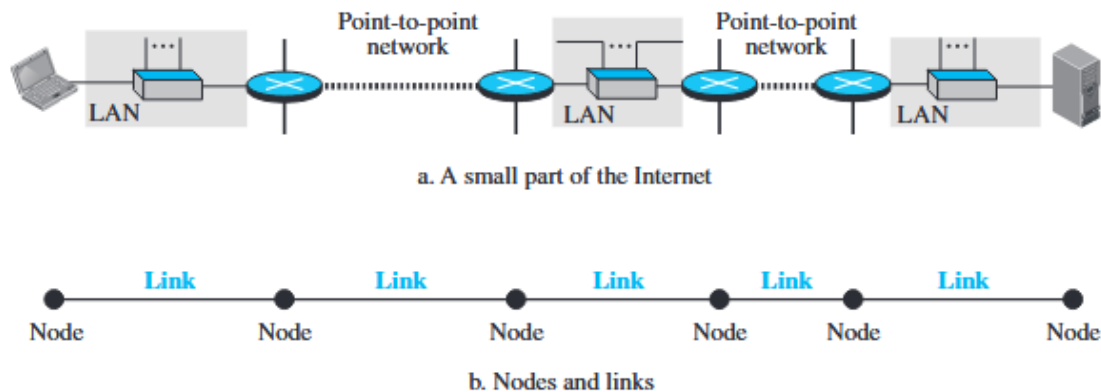 Point-to-point
network
Point-to-point
network
LAN
LAN
LAN
a. A small part of the Internet
Link
Link
Link
Link
Link
Node
Node
Node
Node
Node
Node
b. Nodes and links